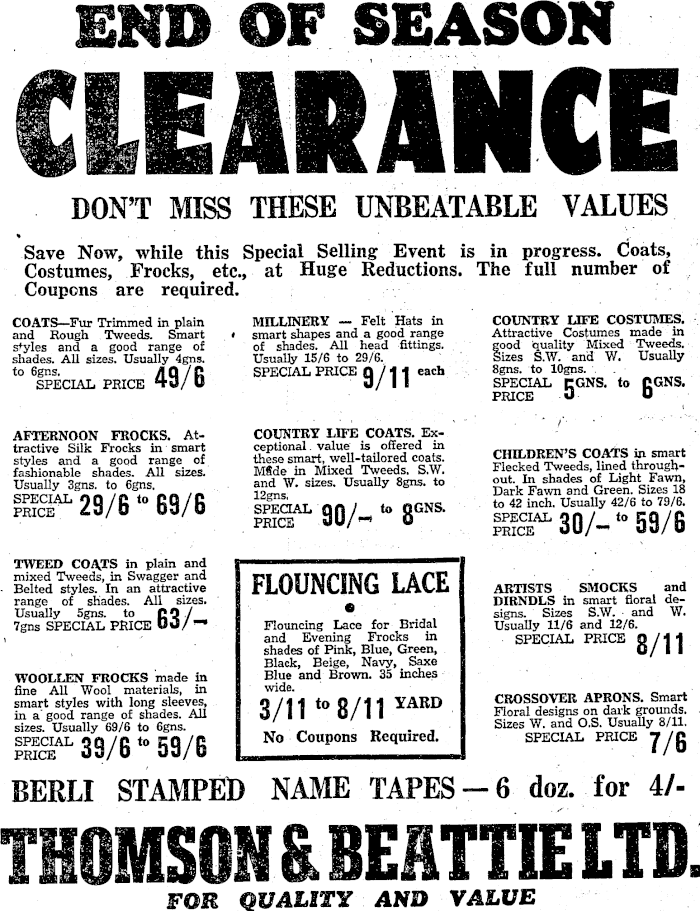 END OF SEASON
CLEARANCE
DON'T MISS THESE UNBEATABLE VALUES
Save Now, while this Special Selling Event is in progress. Coats,
Costumes, Frocks, etc., at Huge Reductions. The full number of
Coupons are required.
COATS—Fur Trimmed in plain
and Rough Tweeds. Smart
styles and a good range of
shades. All sizes. Usually 4gns.
to 6gns.
SPECIAL PRICE 49/6
AFTERNOON FROCKS. At-
tractive Silk Frocks in smart
styles and a good range of
fashionable shades. All sizes.
Usually 3gns. to 6gns.
SPECIAL PRICE 29/6 to 69/6
TWEED COATS in plain and
mixed Tweeds, in Swagger and
Belted styles. In an attractive
range of shades. All sizes.
Usually 5gns. to
7gns SPECIAL PRICE 63/-
WOOLLEN FROCKS made in
fine All Wool materials, in
smart styles with long sleeves,
in a good range of shades. All
sizes. Usually 69/6 to 6gns.
SPECIAL PRICE 39/6 to 59/6
MILLINERY — Felt Hats in
smart shapes and a good range
of shades. All head fittings.
Usually 15/6 to 29/6.
SPECIAL PRICE 9/11 each
COUNTRY LIFE COATS. Ex-
ceptional value is offered in
these smart, well-tailored coats.
Made in Mixed Tweeds. S.W.
and W. sizes. Usually 8gns. to
12gns.
SPECIAL PRICE 90/- to 8GNS.
FLOUNCING LACE
Flouncing Lace for Bridal
and Evening Frocks in
shades of Pink, Blue, Green,
Black, Beige, Navy, Saxe
Blue and Brown. 35 inches
wide.
3/11 to 8/11 YARD
No Coupons Required.
COUNTRY LIFE COSTUMES.
Attractive Costumes made in
good quality Mixed Tweeds.
Sizes S.W. and W. Usually
8gns. to 10gns.
SPECIAL PRICE 5GNS. to 6GNS.
CHILDREN'S COATS in smart
Flecked Tweeds, lined through-
out. In shades of Light Fawn,
Dark Fawn and Green. Sizes 18
to 42 inch. Usually 42/6 to 79/6.
SPECIAL PRICE 30/- to 59/6
ARTISTS SMOCKS and
DIRNDLS in smart floral de-
signs. Sizes S.W. and W.
Usually 11/6 and 12/6.
SPECIAL PRICE 8/11
CROSSOVER APRONS. Smart
Floral designs on dark grounds.
Sizes W. and O.S. Usually 8/11.
SPECIAL PRICE 7/6
BERLI STAMPED NAME TAPES — 6 doz. for 4/-
THOMSON & BEATTIE LTD.
FOR QUALITY AND VALUE